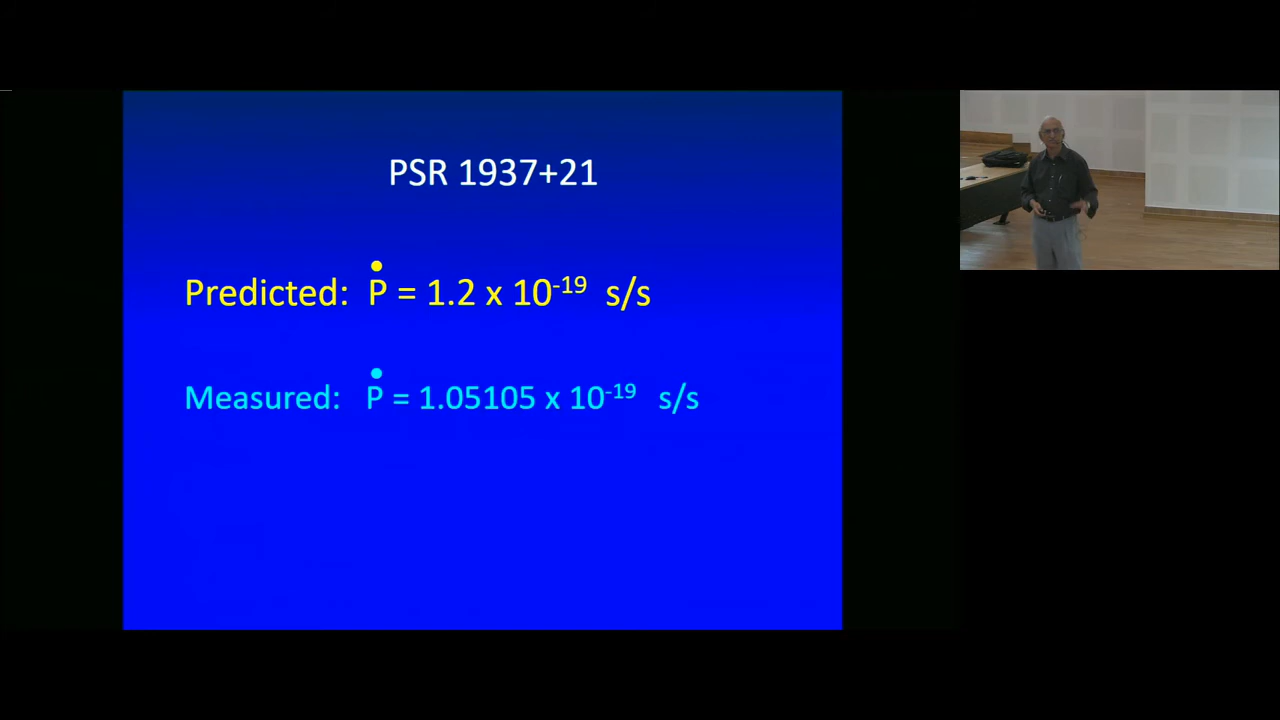 PSR 1937+21
Predicted: Ṗ = 1.2 x 10⁻¹⁹ s/s
Measured: Ṗ = 1.05105 x 10⁻¹⁹ s/s